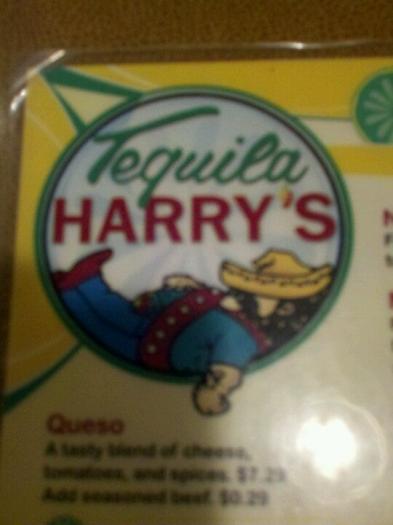 Tequila
HARRY'S
Queso
A tasty blend of cheese,
tomatoes, and spices. $7.29
Add seasoned beef. $0.29